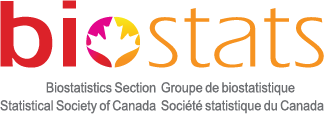 biostats
Biostatistics Section Groupe de biostatistique
Statistical Society of Canada Société statistique du Canada